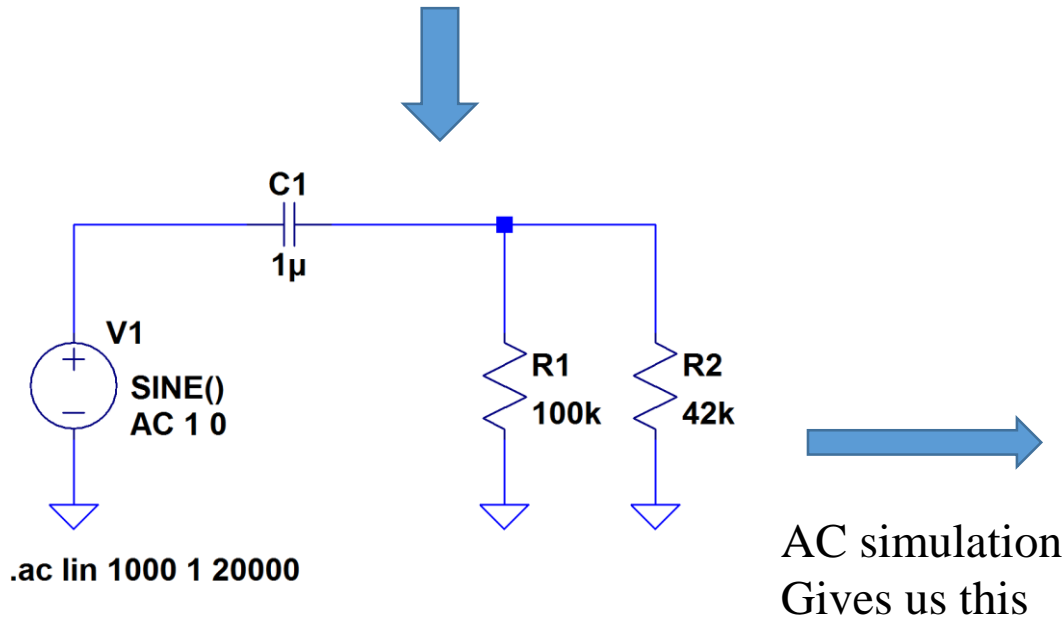 C1
1µ
V1
SINE()
AC 1 0
R1
100k
R2
42k
.ac lin 1000 1 20000
AC simulation
Gives us this